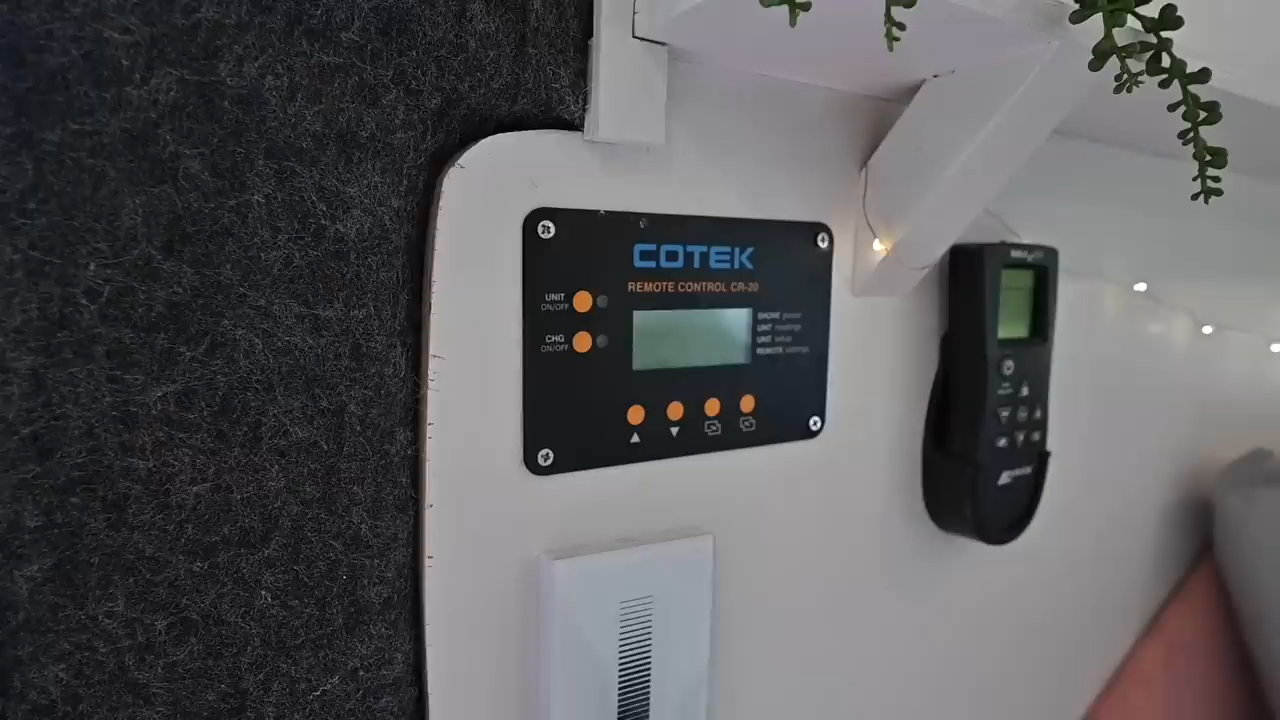 COTEK
REMOTE CONTROL CR-20
UNIT
ON/OFF
CHG
ON/OFF
SHORE power
UNIT readings
UNIT setup
REMOTE settings